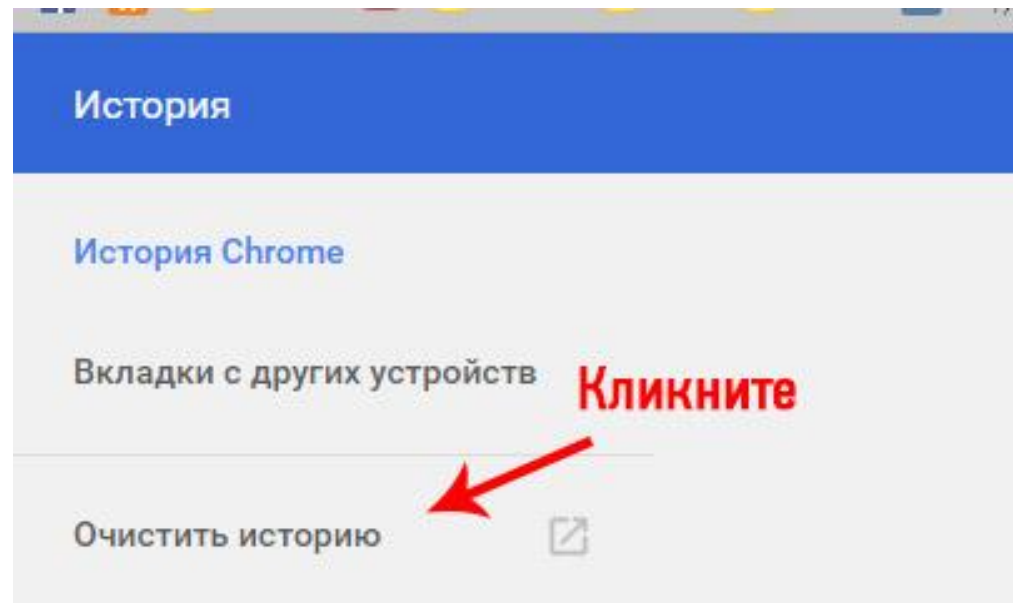 История
История Chrome
Вкладки с других устройств
Кликните
Очистить историю